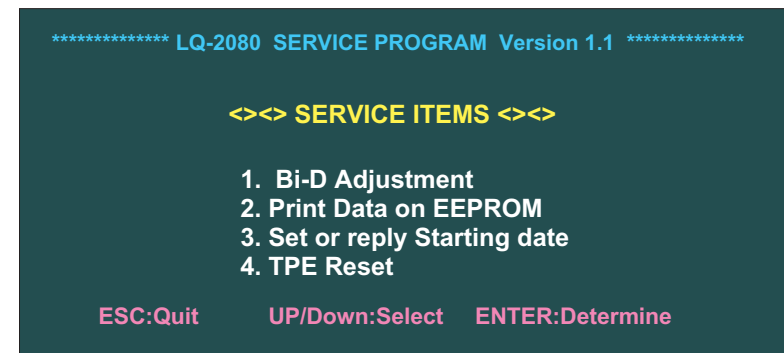 ************** LQ-2080 SERVICE PROGRAM Version 1.1 **************
<><> SERVICE ITEMS <><>
1. Bi-D Adjustment
2. Print Data on EEPROM
3. Set or reply Starting date
4. TPE Reset
ESC:Quit UP/Down:Select ENTER:Determine